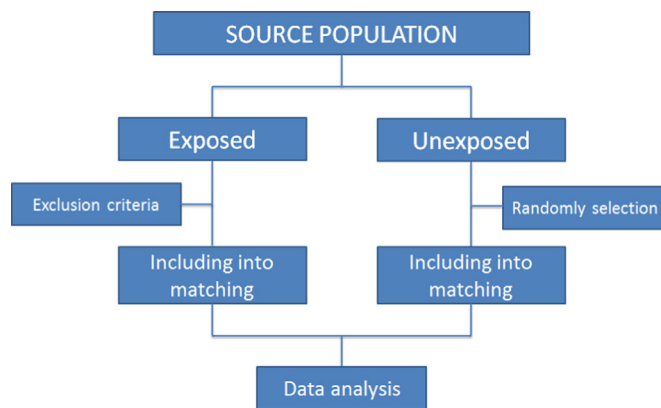 SOURCE POPULATION
Exposed
Unexposed
Exclusion criteria
Randomly selection
Including into
matching
Including into
matching
Data analysis